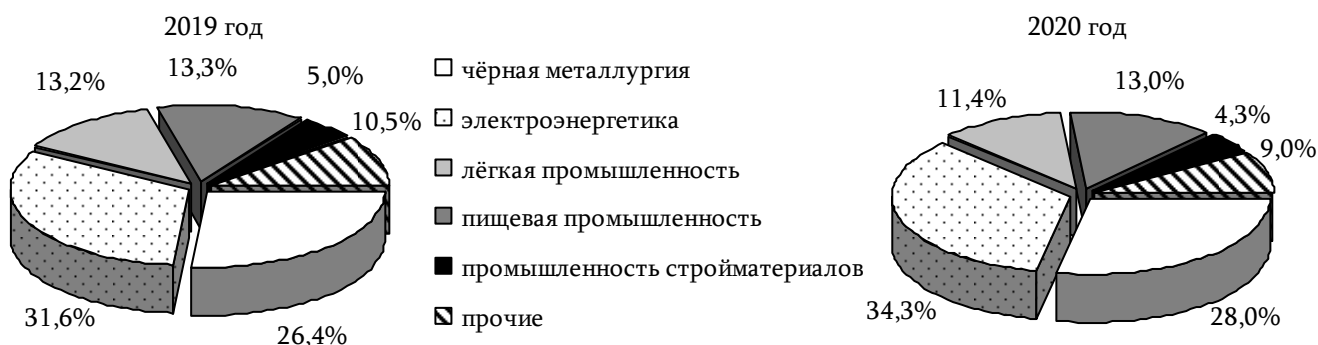 2019 год
13,2%
13,3%
5,0%
10,5%
31,6%
26,4%
чёрная металлургия
электроэнергетика
лёгкая промышленность
пищевая промышленность
промышленность стройматериалов
прочие
2020 год
11,4%
13,0%
4,3%
9,0%
34,3%
28,0%